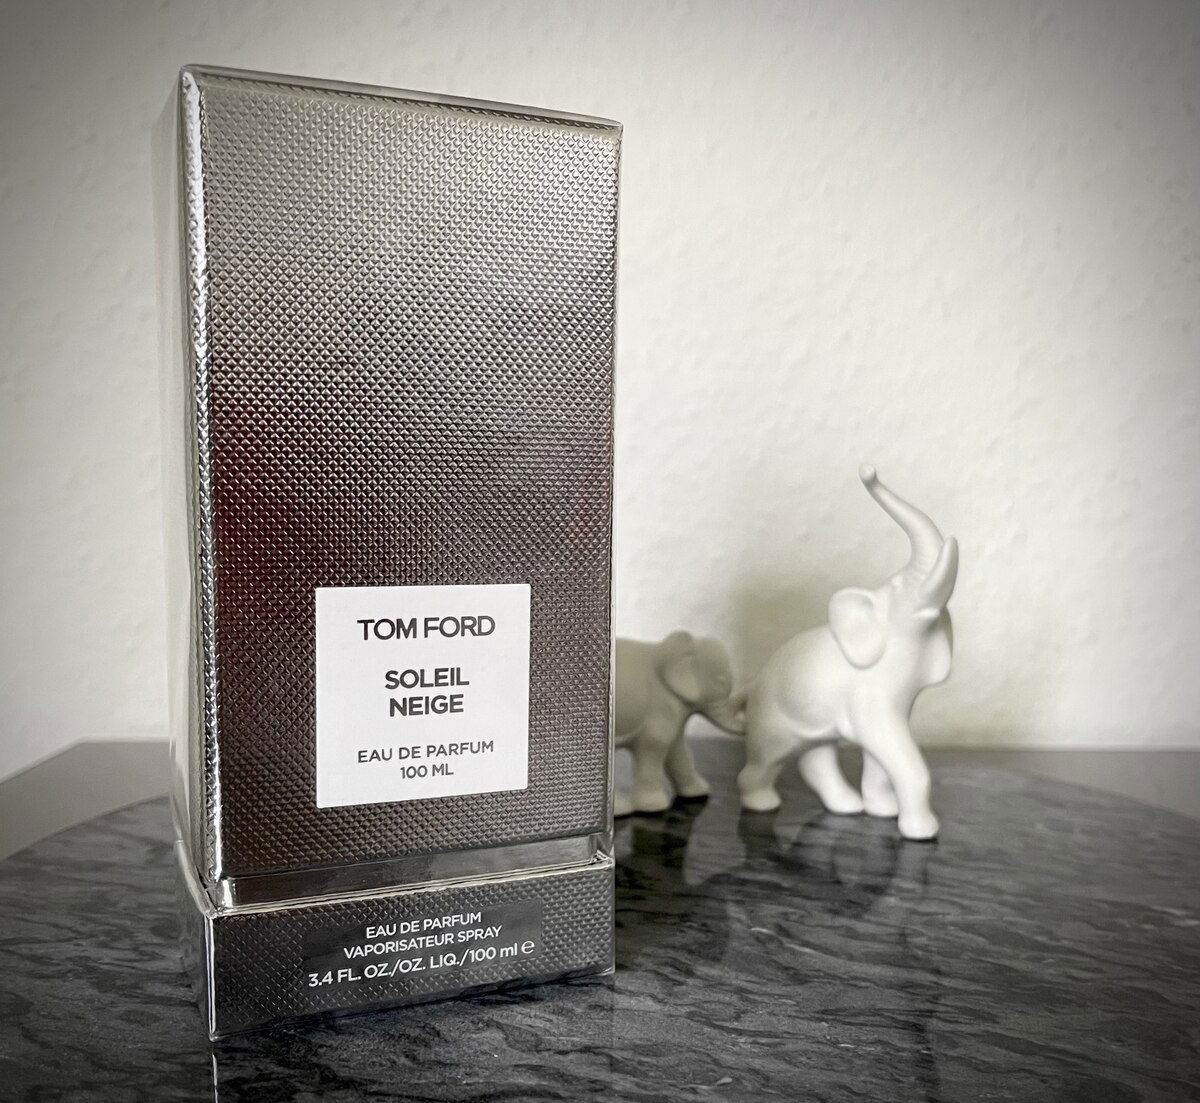 TOM FORD
SOLEIL
NEIGE
EAU DE PARFUM
100 ML
EAU DE PARFUM
VAPORISATEUR SPRAY
3.4 FL. OZ./OZ. LIQ./100 ml ℮